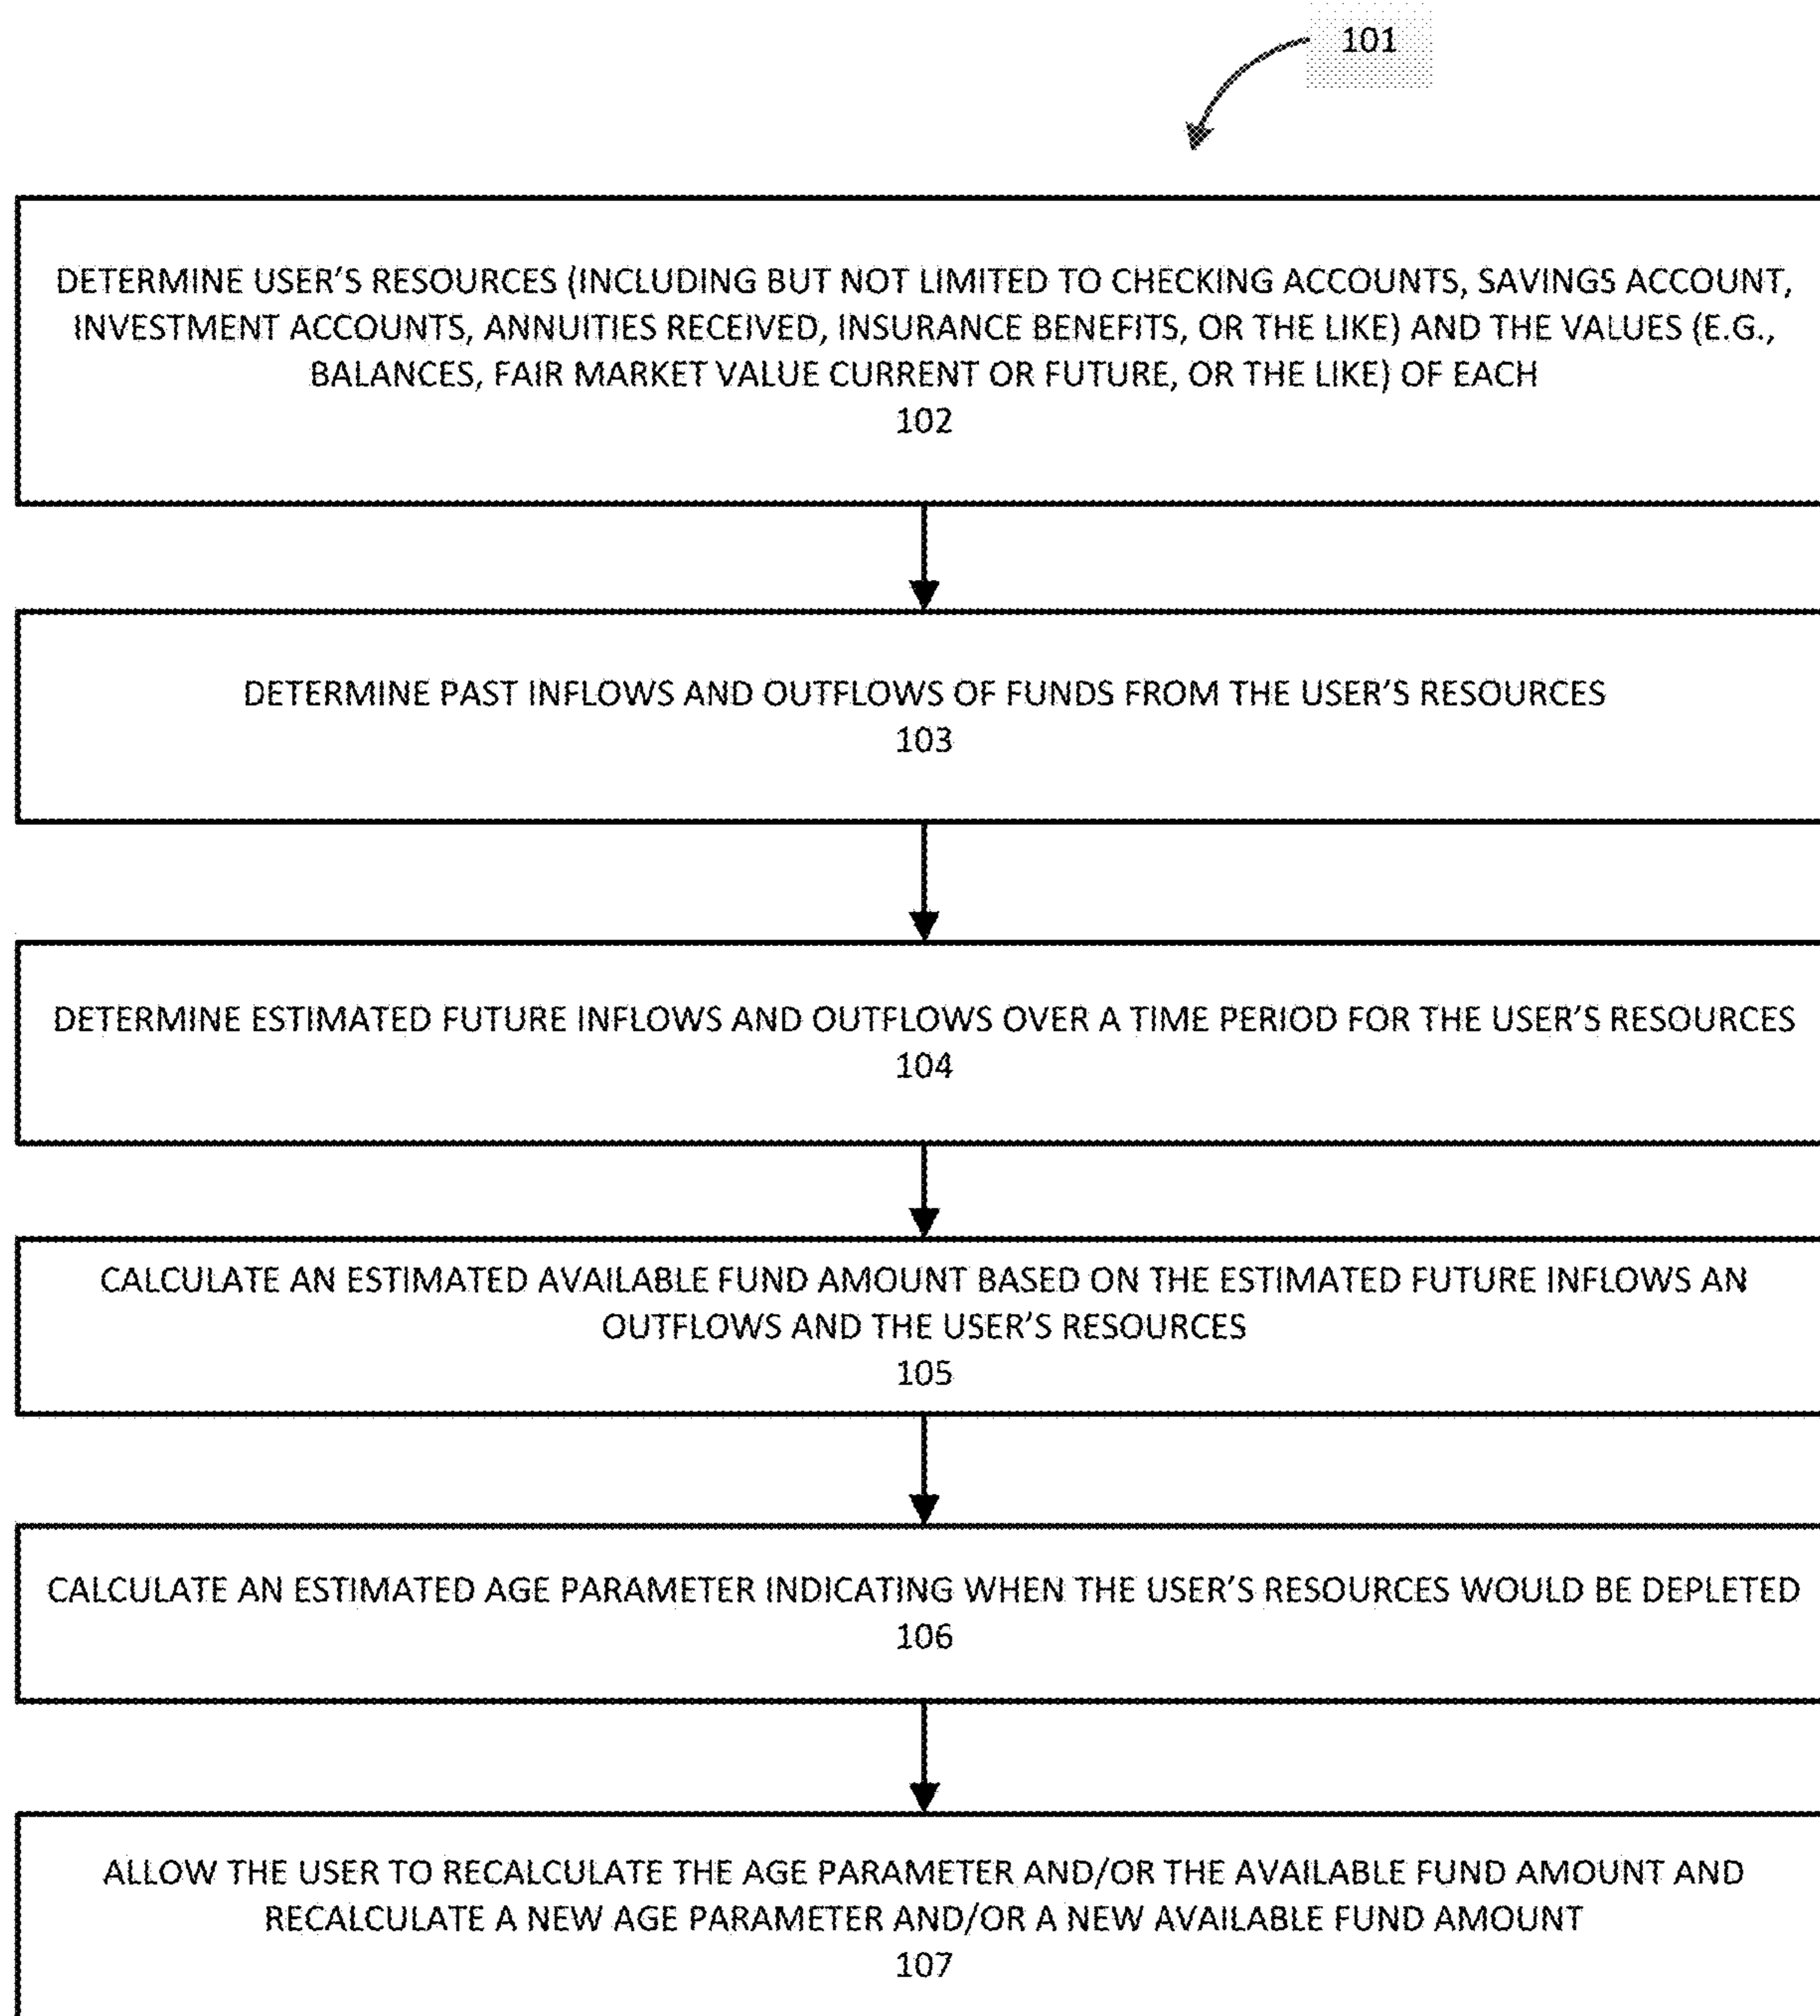 101
DETERMINE USER'S RESOURCES (INCLUDING BUT NOT LIMITED TO CHECKING ACCOUNTS, SAVINGS ACCOUNT,
INVESTMENT ACCOUNTS, ANNUITIES RECEIVED, INSURANCE BENEFITS, OR THE LIKE) AND THE VALUES (E.G.,
BALANCES, FAIR MARKET VALUE CURRENT OR FUTURE, OR THE LIKE) OF EACH
102
DETERMINE PAST INFLOWS AND OUTFLOWS OF FUNDS FROM THE USER'S RESOURCES
103
DETERMINE ESTIMATED FUTURE INFLOWS AND OUTFLOWS OVER A TIME PERIOD FOR THE USER'S RESOURCES
104
CALCULATE AN ESTIMATED AVAILABLE FUND AMOUNT BASED ON THE ESTIMATED FUTURE INFLOWS AN
OUTFLOWS AND THE USER'S RESOURCES
105
CALCULATE AN ESTIMATED AGE PARAMETER INDICATING WHEN THE USER'S RESOURCES WOULD BE DEPLETED
106
ALLOW THE USER TO RECALCULATE THE AGE PARAMETER AND/OR THE AVAILABLE FUND AMOUNT AND
RECALCULATE A NEW AGE PARAMETER AND/OR A NEW AVAILABLE FUND AMOUNT
107